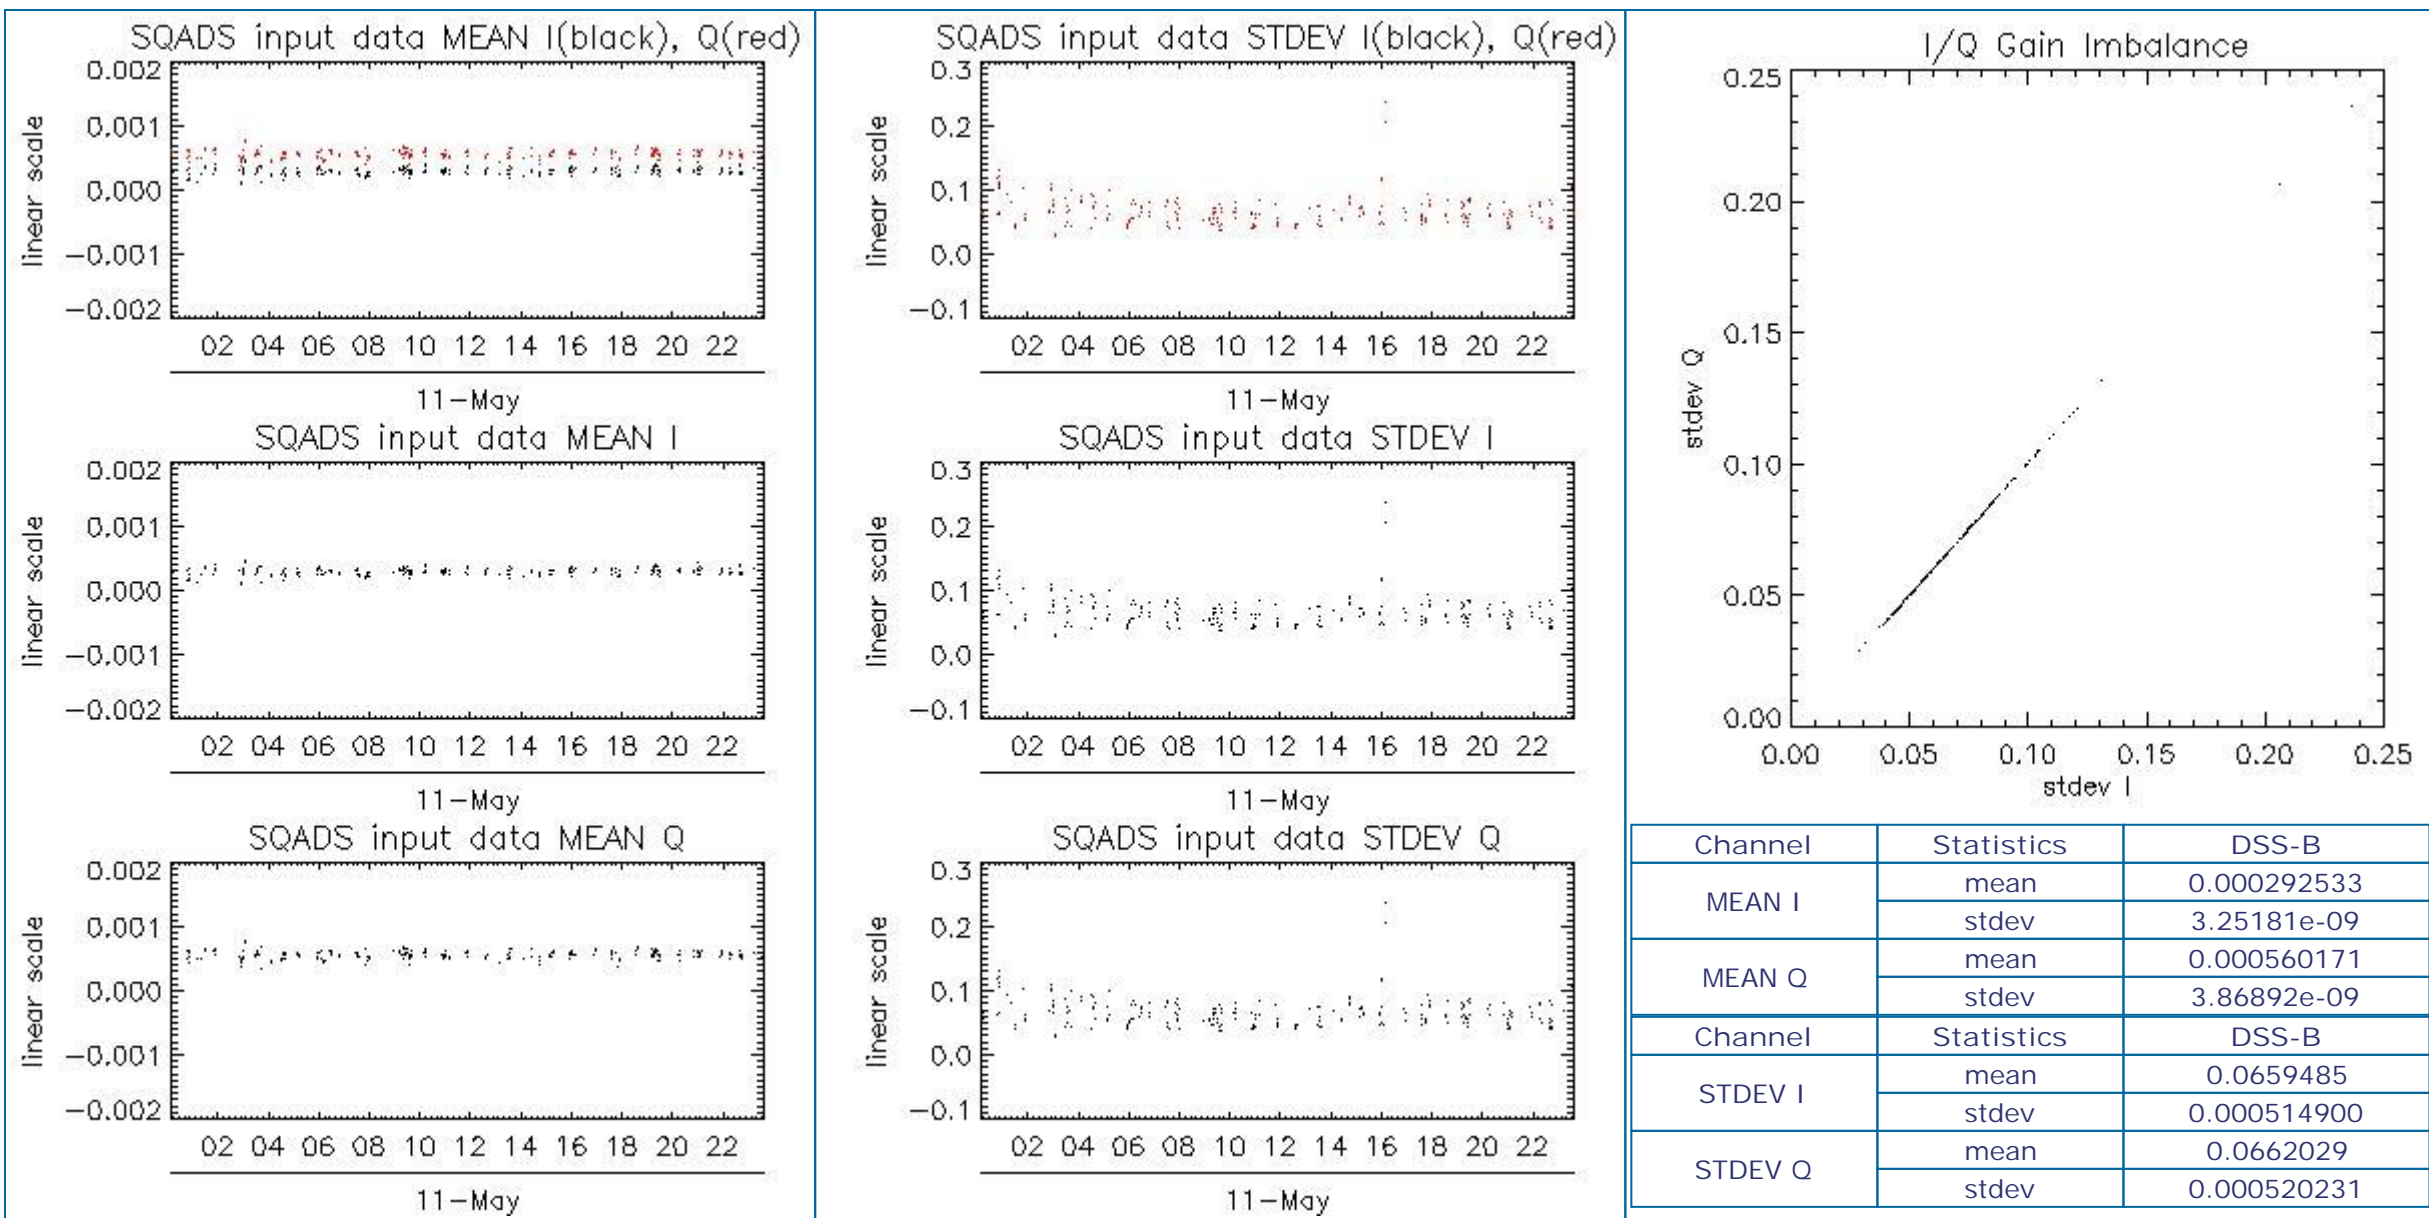 SQADS input data MEAN I(black), Q(red)
0.002
0.001
0.000
−0.001
−0.002
linear scale
02 04 06 08 10 12 14 16 18 20 22
11−May
SQADS input data MEAN I
0.002
0.001
0.000
−0.001
−0.002
linear scale
02 04 06 08 10 12 14 16 18 20 22
11−May
SQADS input data MEAN Q
0.002
0.001
0.000
−0.001
−0.002
linear scale
02 04 06 08 10 12 14 16 18 20 22
11−May
SQADS input data STDEV I(black), Q(red)
0.3
0.2
0.1
0.0
−0.1
linear scale
02 04 06 08 10 12 14 16 18 20 22
11−May
SQADS input data STDEV I
0.3
0.2
0.1
0.0
−0.1
linear scale
02 04 06 08 10 12 14 16 18 20 22
11−May
SQADS input data STDEV Q
0.3
0.2
0.1
0.0
−0.1
linear scale
02 04 06 08 10 12 14 16 18 20 22
11−May
I/Q Gain Imbalance
0.25
0.20
0.15
0.10
0.05
0.00
stdev Q
0.00 0.05 0.10 0.15 0.20 0.25
stdev I
Channel Statistics DSS-B
MEAN I mean 0.000292533
stdev 3.25181e-09
MEAN Q mean 0.000560171
stdev 3.86892e-09
Channel Statistics DSS-B
STDEV I mean 0.0659485
stdev 0.000514900
STDEV Q mean 0.0662029
stdev 0.000520231